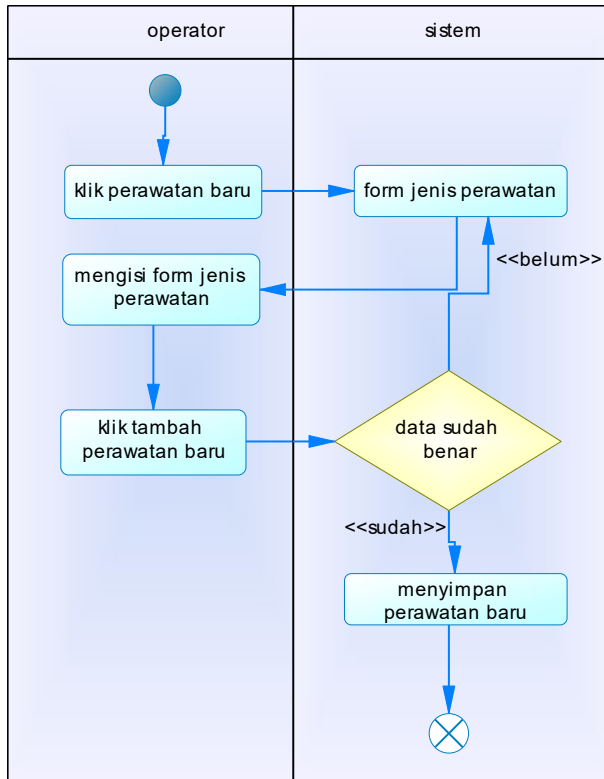 operator
sistem
klik perawatan baru
form jenis perawatan
<<belum>>
mengisi form jenis
perawatan
klik tambah
perawatan baru
data sudah
benar
<<sudah>>
menyimpan
perawatan baru